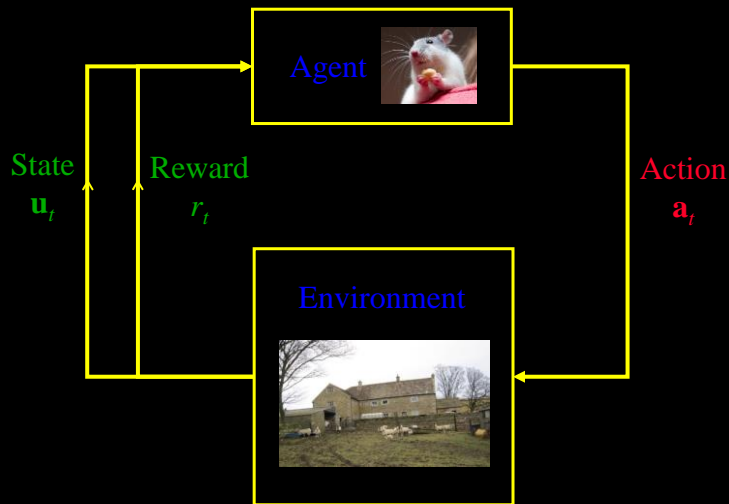 Agent
State
u_t
Reward
r_t
Action
a_t
Environment